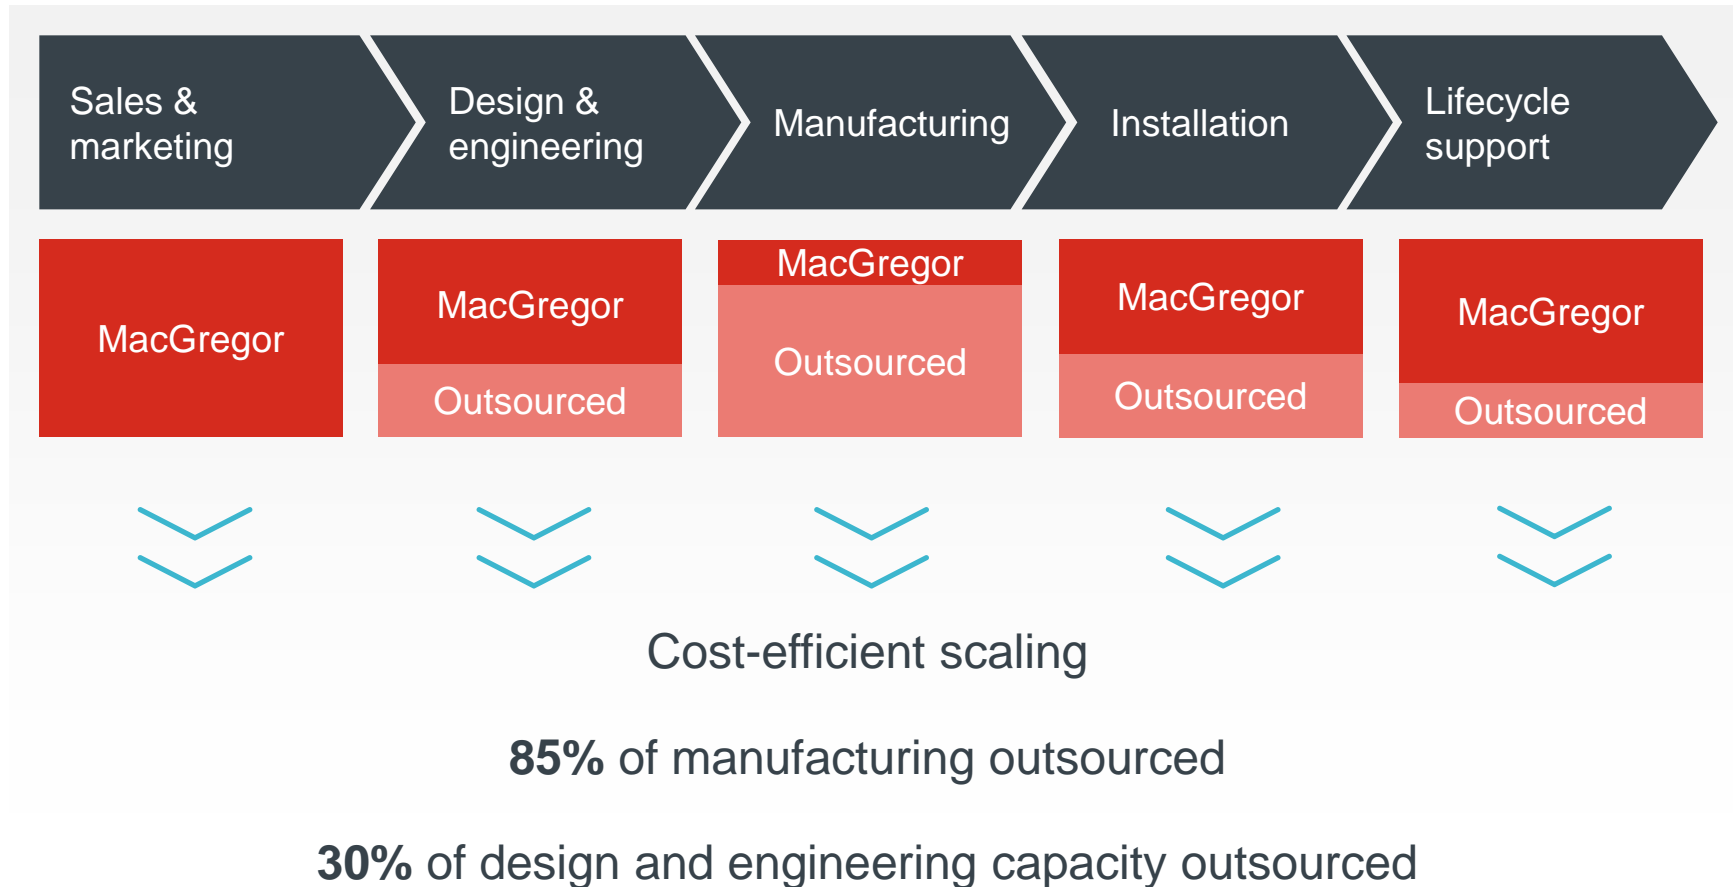 Sales &
marketing
Design &
engineering
Manufacturing
Installation
Lifecycle
support
MacGregor
MacGregor
Outsourced
MacGregor
Outsourced
MacGregor
Outsourced
MacGregor
Outsourced
Cost-efficient scaling
85% of manufacturing outsourced
30% of design and engineering capacity outsourced